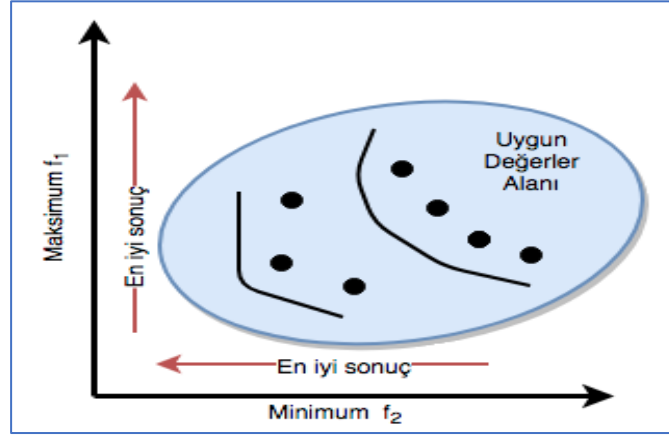 Maksimum f₁
En iyi sonuç
Uygun
Değerler
Alanı
En iyi sonuç
Minimum f₂